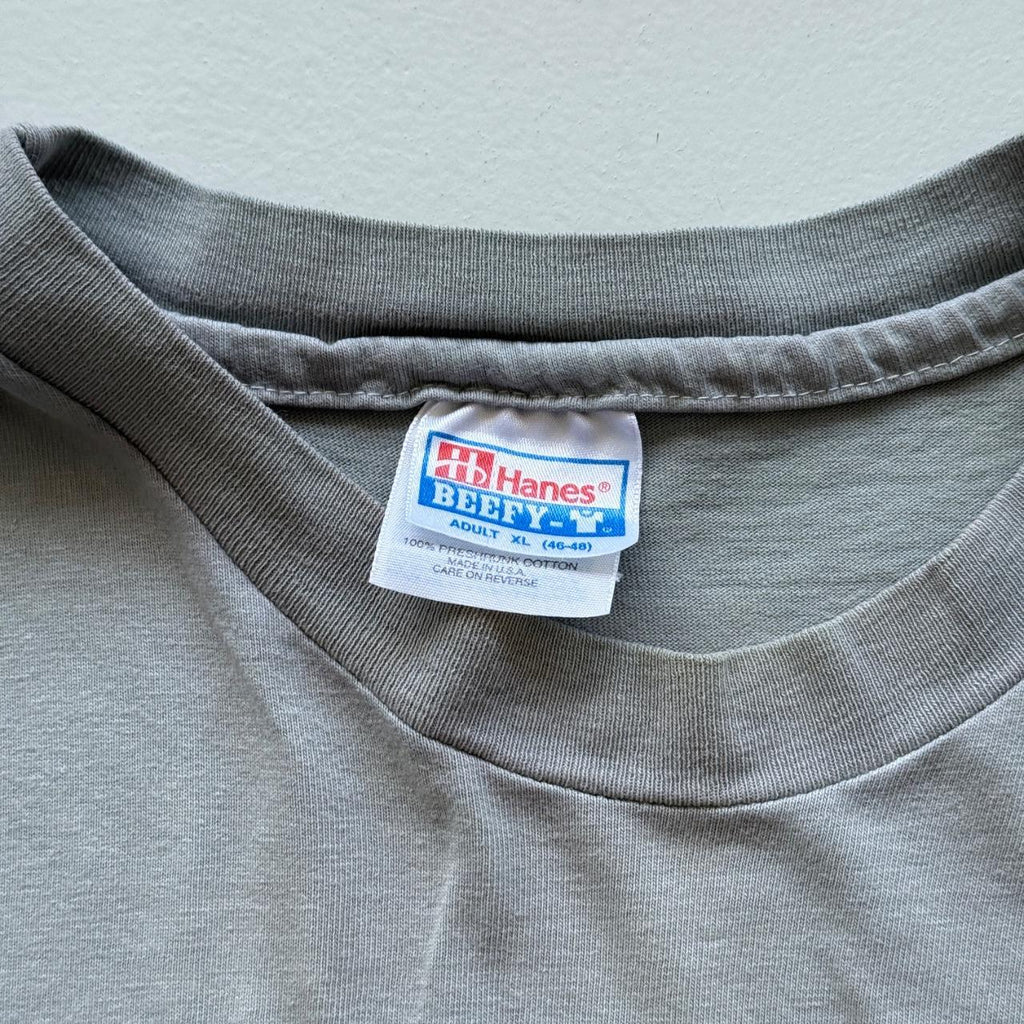 Hanes®
BEEFY-T
ADULT XL (46-48)
100% PRESHRUNK COTTON
MADE IN U.S.A.
CARE ON REVERSE